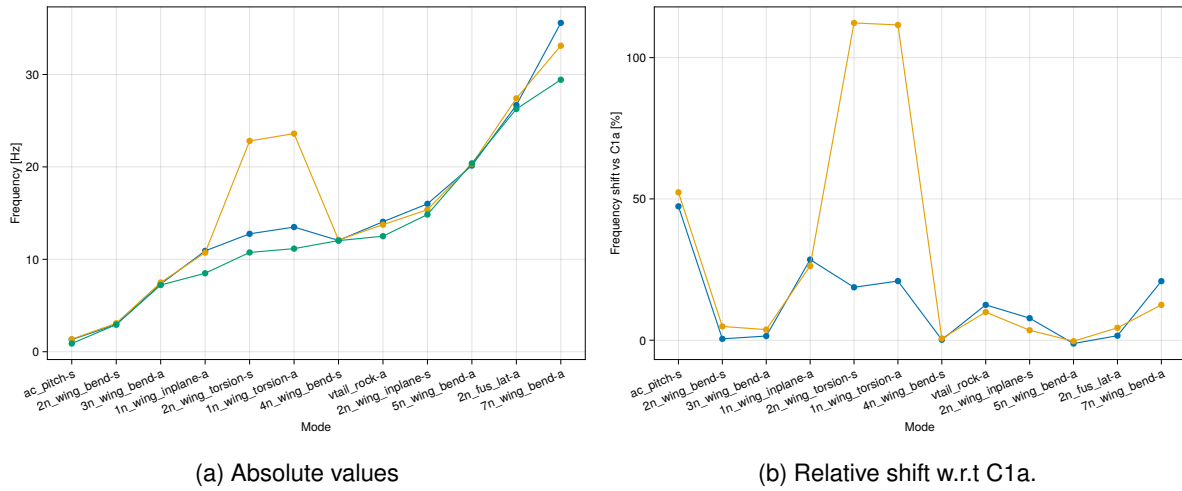 30
20
10
0
Frequency [Hz]
ac_pitch-s
2n_wing_bend-s
3n_wing_bend-a
1n_wing_inplane-a
2n_wing_torsion-s
1n_wing_torsion-a
4n_wing_bend-s
vtail_rock-a
2n_wing_inplane-s
5n_wing_bend-a
2n_fus_lat-a
7n_wing_bend-a
Mode
(a) Absolute values
100
50
0
Frequency shift vs C1a [%]
ac_pitch-s
2n_wing_bend-s
3n_wing_bend-a
1n_wing_inplane-a
2n_wing_torsion-s
1n_wing_torsion-a
4n_wing_bend-s
vtail_rock-a
2n_wing_inplane-s
5n_wing_bend-a
2n_fus_lat-a
7n_wing_bend-a
Mode
(b) Relative shift w.r.t C1a.